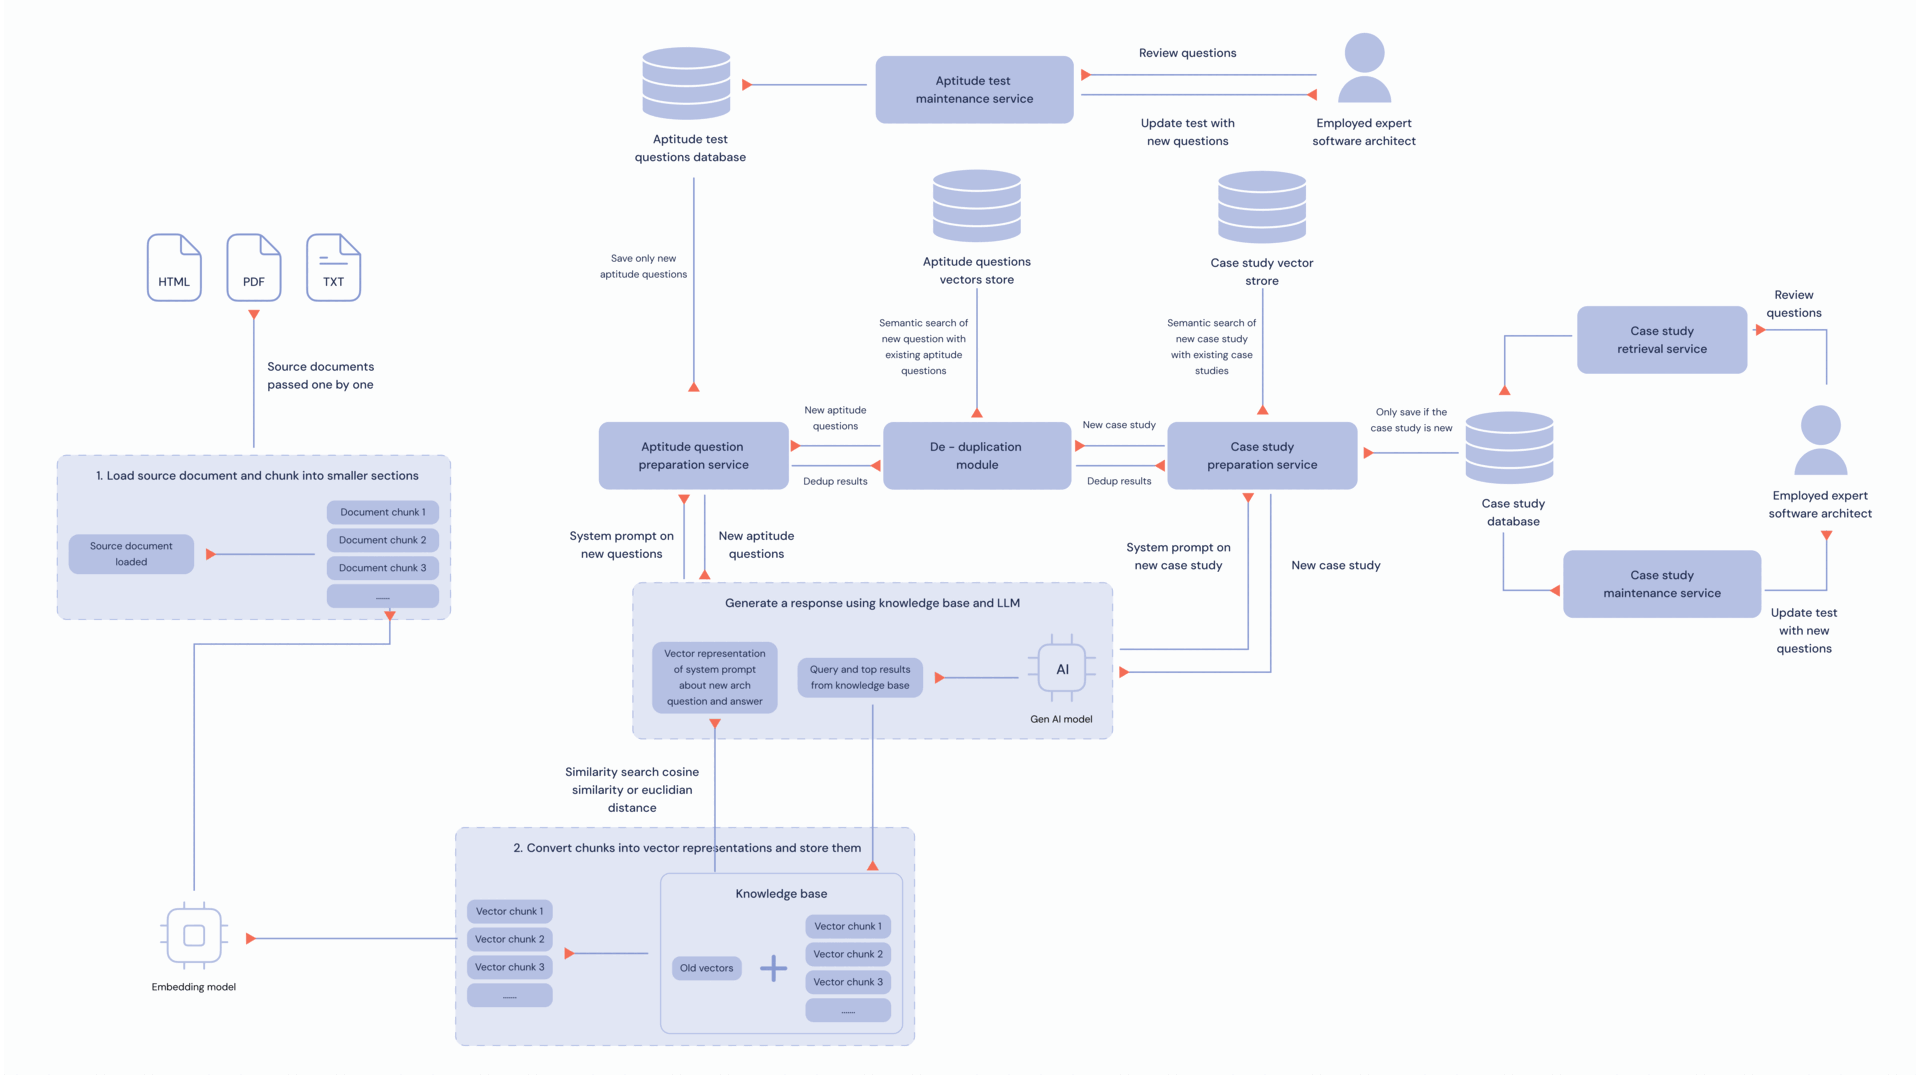 Review questions
Aptitude test
maintenance service
Update test with
new questions
Employed expert
software architect
Aptitude test
questions database
Aptitude questions
vectors store
Case study vector
strore
Save only new
aptitude questions
HTML
PDF
TXT
Source documents
passed one by one
Semantic search of
new question with
existing aptitude
questions
Semantic search of
new case study
with existing case
studies
Review
questions
Case study
retrieval service
New aptitude
questions
New case study
Only save if the
case study is new
Aptitude question
preparation service
De - duplication
module
Case study
preparation service
Dedup results
Dedup results
Case study
database
Employed expert
software architect
1. Load source document and chunk into smaller sections
Source document
loaded
Document chunk 1
Document chunk 2
Document chunk 3
......
System prompt on
new questions
New aptitude
questions
System prompt on
new case study
New case study
Case study
maintenance service
Update test
with new
questions
Generate a response using knowledge base and LLM
Vector representation
of system prompt
about new arch
question and answer
Query and top results
from knowledge base
AI
Gen AI model
Similarity search cosine
similarity or euclidian
distance
2. Convert chunks into vector representations and store them
Vector chunk 1
Vector chunk 2
Vector chunk 3
......
Knowledge base
Old vectors
+
Vector chunk 1
Vector chunk 2
Vector chunk 3
.......
Embedding model